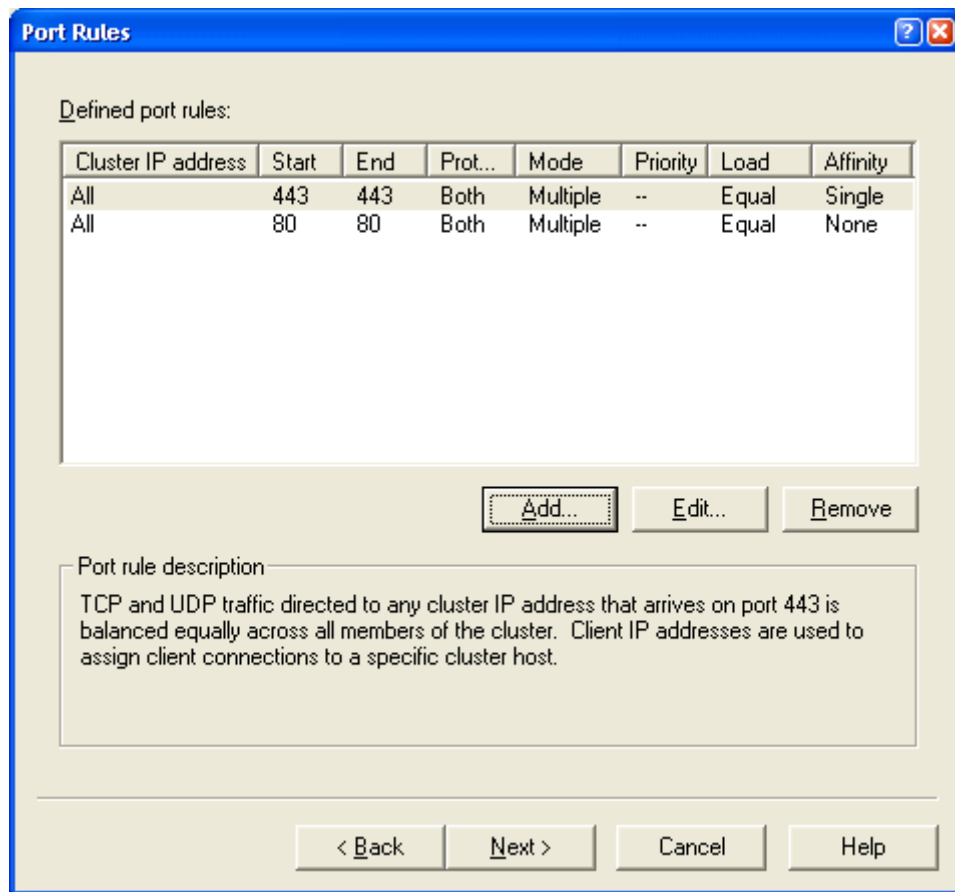 Port Rules
Defined port rules:
Cluster IP address Start End Prot... Mode Priority Load Affinity
All 443 443 Both Multiple -- Equal Single
All 80 80 Both Multiple -- Equal None
Add... Edit... Remove
Port rule description
TCP and UDP traffic directed to any cluster IP address that arrives on port 443 is
balanced equally across all members of the cluster. Client IP addresses are used to
assign client connections to a specific cluster host.
< Back Next > Cancel Help